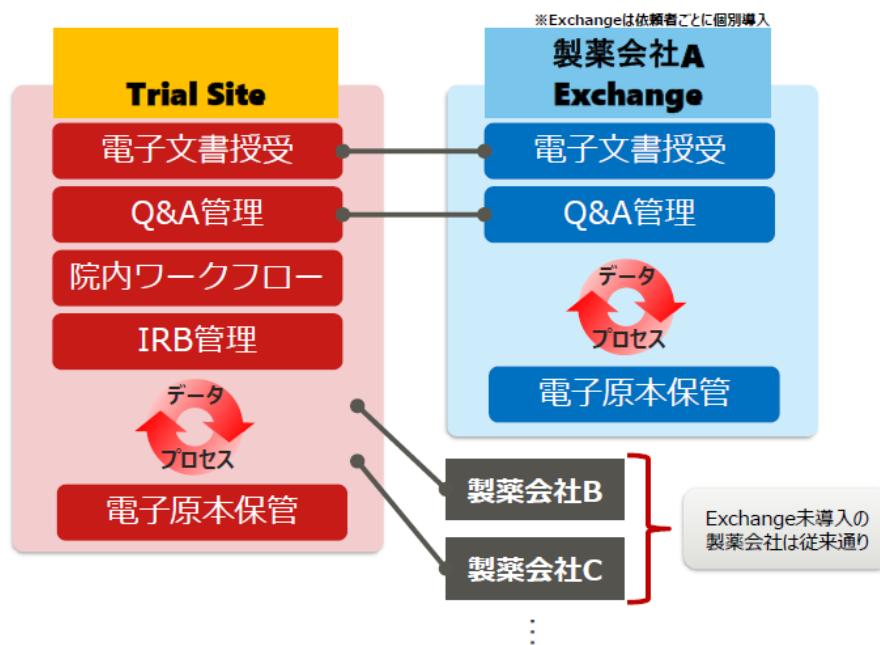 ※Exchangeは依頼者ごとに個別導入
Trial Site
電子文書授受
Q&A管理
院内ワークフロー
IRB管理
データ
プロセス
電子原本保管
製薬会社A
Exchange
電子文書授受
Q&A管理
データ
プロセス
電子原本保管
製薬会社B
製薬会社C
⋮
Exchange未導入の
製薬会社は従来通り